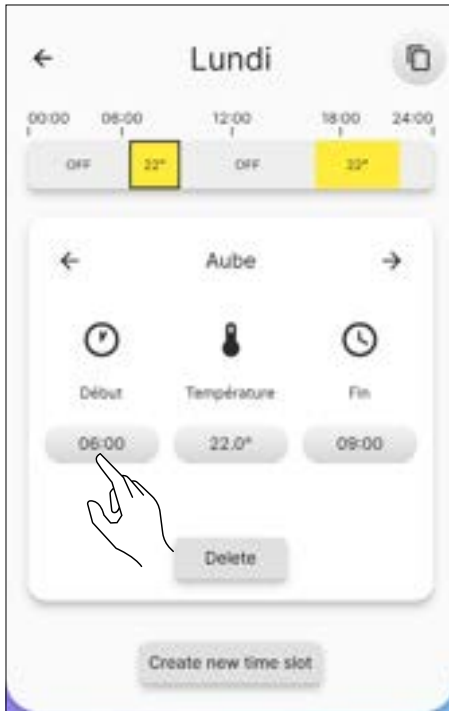 Lundi
00:00 06:00 12:00 18:00 24:00
OFF 22° OFF 22°
Aube
Début Température Fin
06:00 22.0° 09:00
Delete
Create new time slot